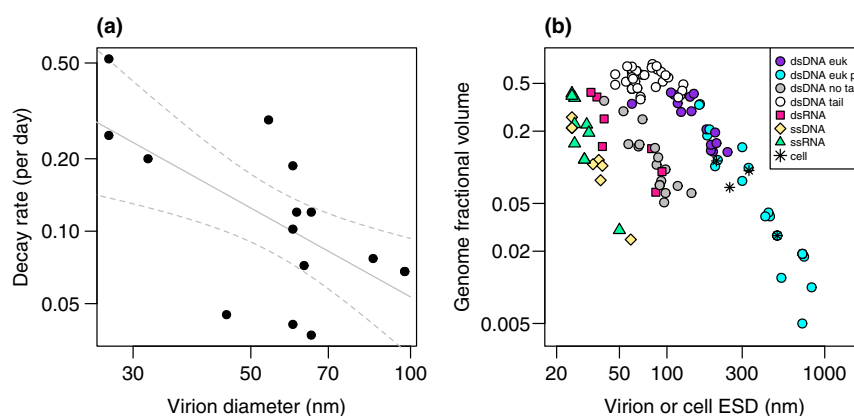 (a)
Decay rate (per day)
0.50
0.20
0.10
0.05
30
50
70
100
Virion diameter (nm)
(b)
Genome fractional volume
0.5
0.2
0.05
0.02
0.005
20
50
100
300
1000
Virion or cell ESD (nm)
dsDNA euk
dsDNA euk p
dsDNA no ta
dsDNA tail
dsRNA
ssDNA
ssRNA
cell